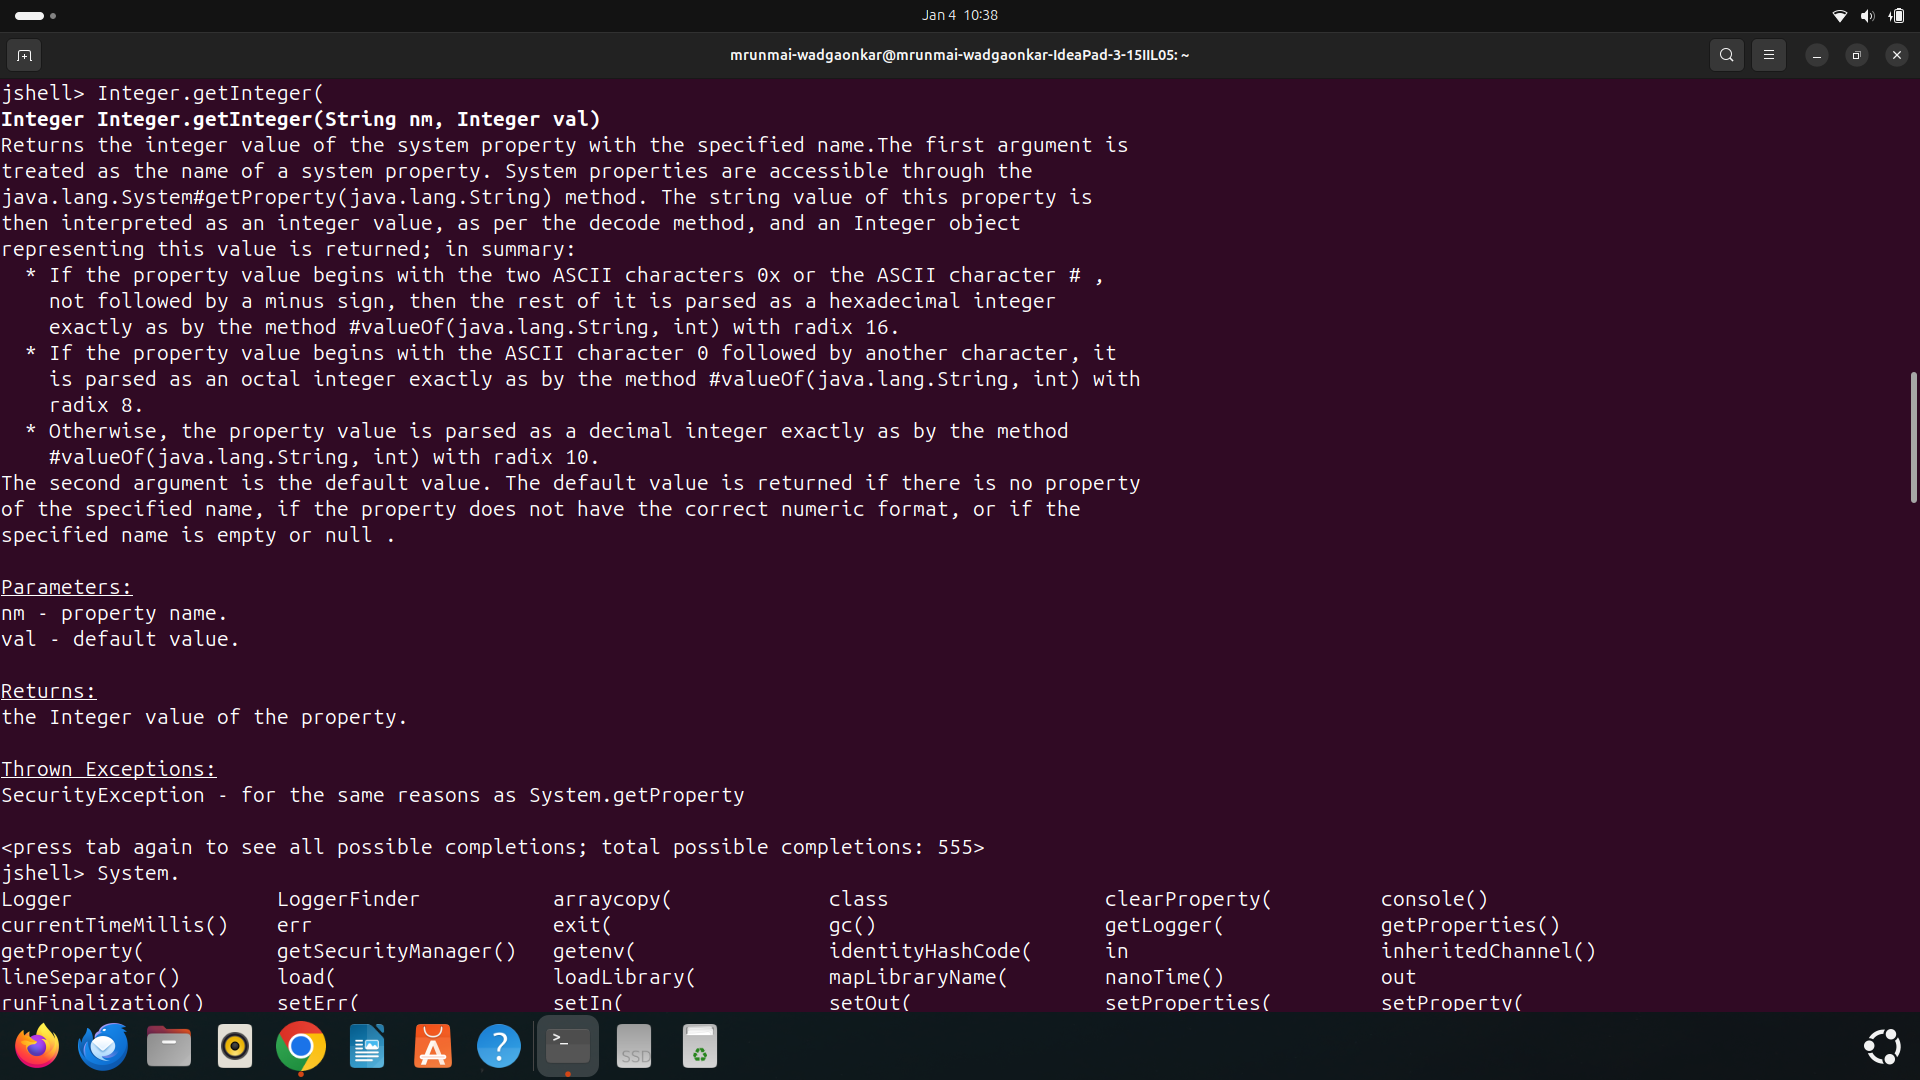 Jan 4 10:38
mrunmai-wadgaonkar@mrunmai-wadgaonkar-IdeaPad-3-15IIL05: ~
jshell> Integer.getInteger(
Integer Integer.getInteger(String nm, Integer val)
Returns the integer value of the system property with the specified name.The first argument is
treated as the name of a system property. System properties are accessible through the
java.lang.System#getProperty(java.lang.String) method. The string value of this property is
then interpreted as an integer value, as per the decode method, and an Integer object
representing this value is returned; in summary:
  * If the property value begins with the two ASCII characters 0x or the ASCII character # ,
    not followed by a minus sign, then the rest of it is parsed as a hexadecimal integer
    exactly as by the method #valueOf(java.lang.String, int) with radix 16.
  * If the property value begins with the ASCII character 0 followed by another character, it
    is parsed as an octal integer exactly as by the method #valueOf(java.lang.String, int) with
    radix 8.
  * Otherwise, the property value is parsed as a decimal integer exactly as by the method
    #valueOf(java.lang.String, int) with radix 10.
The second argument is the default value. The default value is returned if there is no property
of the specified name, if the property does not have the correct numeric format, or if the
specified name is empty or null .
Parameters:
nm - property name.
val - default value.
Returns:
the Integer value of the property.
Thrown Exceptions:
SecurityException - for the same reasons as System.getProperty
<press tab again to see all possible completions; total possible completions: 555>
jshell> System.
Logger LoggerFinder arraycopy( class clearProperty( console()
currentTimeMillis() err exit( gc() getLogger( getProperties()
getProperty( getSecurityManager() getenv( identityHashCode( in inheritedChannel()
lineSeparator() load( loadLibrary( mapLibraryName( nanoTime() out
runFinalization() setErr( setIn( setOut( setProperties( setProperty(
>_
SSD